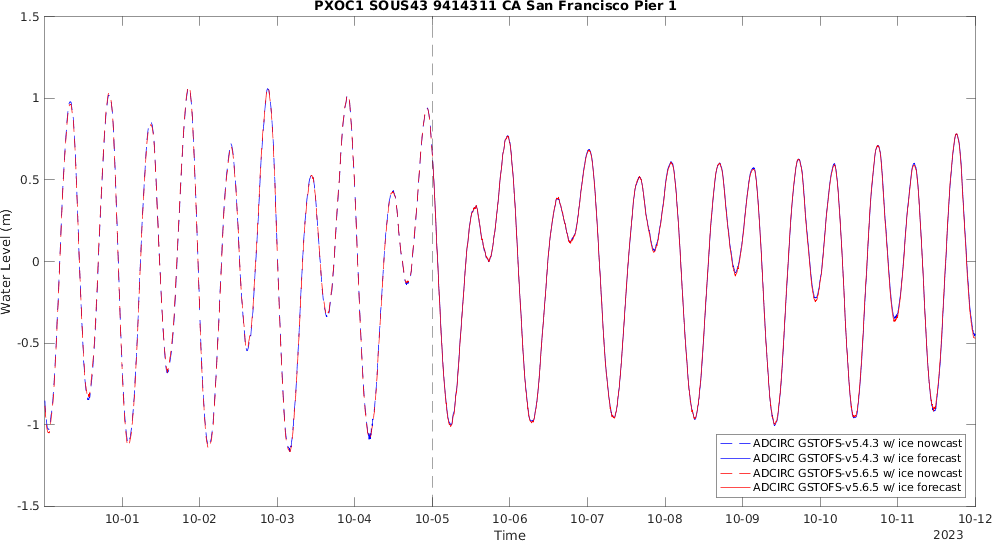 PXOC1 SOUS43 9414311 CA San Francisco Pier 1
1.5
1
0.5
0
-0.5
-1
-1.5
Water Level (m)
ADCIRC GSTOFS-v5.4.3 w/ ice nowcast
ADCIRC GSTOFS-v5.4.3 w/ ice forecast
ADCIRC GSTOFS-v5.6.5 w/ ice nowcast
ADCIRC GSTOFS-v5.6.5 w/ ice forecast
10-01 10-02 10-03 10-04 10-05 10-06 10-07 10-08 10-09 10-10 10-11 10-12
Time
2023